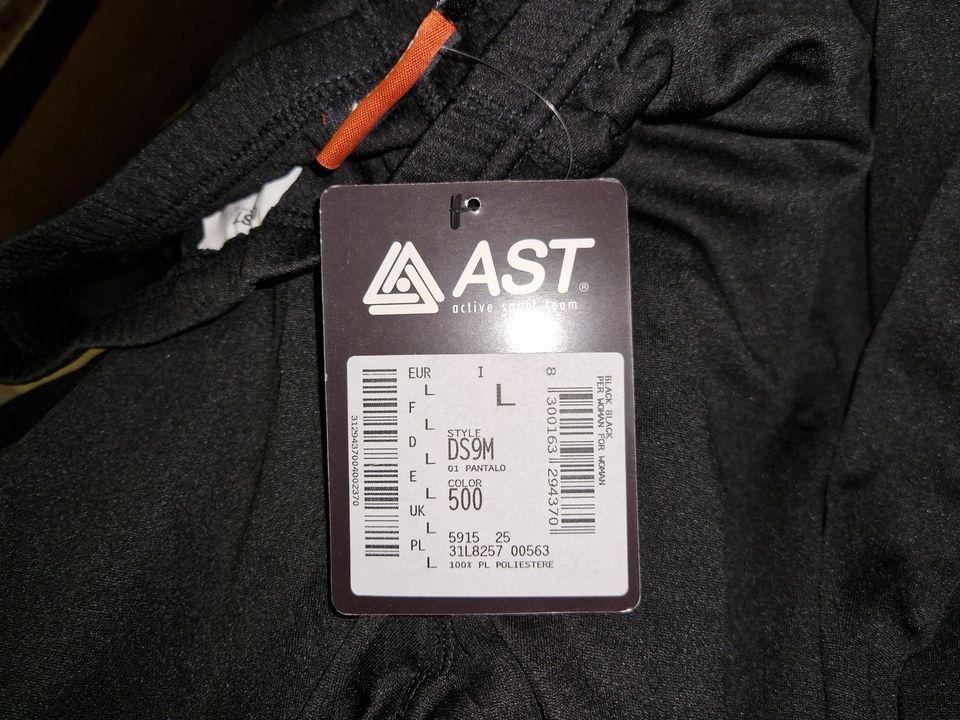 AST®
active sport team
EUR I
L L
F
L
D
L
E
L
UK
L
PL
L
STYLE
DS9M
01 PANTALO
COLOR
500
5915 25
31L8257 00563
100% PL POLIESTERE
3129437004002370
8 300163 294370
BLACK BLACK
PER WOMAN FOR WOMAN